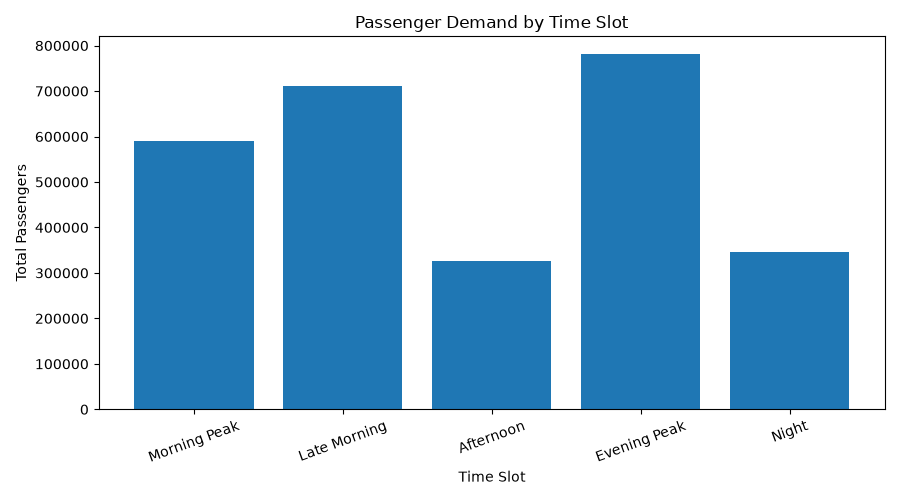 Passenger Demand by Time Slot
Total Passengers
800000
700000
600000
500000
400000
300000
200000
100000
0
Morning Peak
Late Morning
Afternoon
Evening Peak
Night
Time Slot